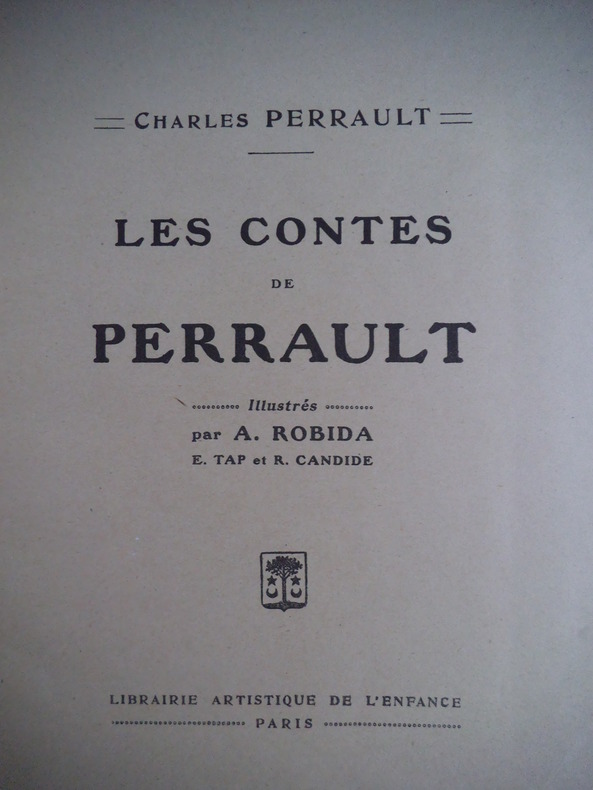 CHARLES PERRAULT
LES CONTES
DE
PERRAULT
Illustrés
par A. ROBIDA
E. TAP et R. CANDIDE
LIBRAIRIE ARTISTIQUE DE L'ENFANCE
PARIS